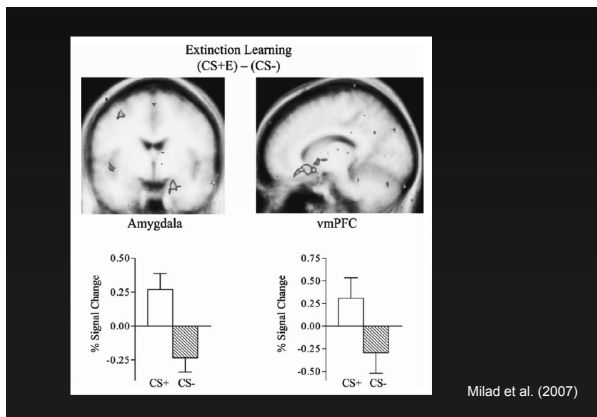 Extinction Learning
(CS+E) – (CS-)
Amygdala
vmPFC
% Signal Change
0.50
0.25
0.00
-0.25
CS+ CS-
% Signal Change
0.75
0.50
0.25
0.00
-0.25
-0.50
CS+ CS-
Milad et al. (2007)